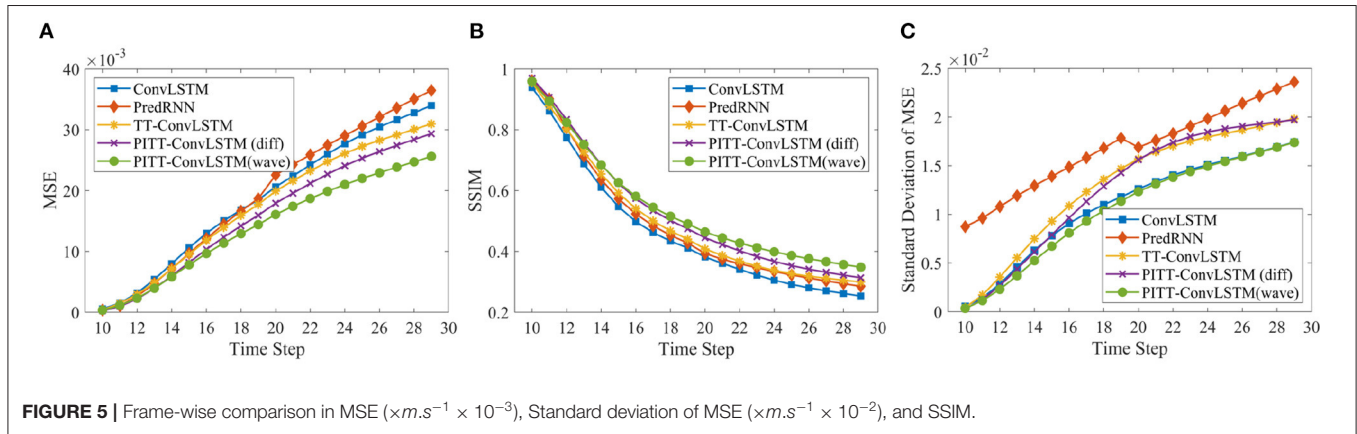 A
×10⁻³
40
30
20
10
0
MSE
ConvLSTM
PredRNN
TT-ConvLSTM
PITT-ConvLSTM (diff)
PITT-ConvLSTM(wave)
10 12 14 16 18 20 22 24 26 28 30
Time Step
B
1
0.8
0.6
0.4
0.2
SSIM
ConvLSTM
PredRNN
TT-ConvLSTM
PITT-ConvLSTM (diff)
PITT-ConvLSTM(wave)
10 12 14 16 18 20 22 24 26 28 30
Time Step
C
×10⁻²
2.5
2
1.5
1
0.5
0
Standard Deviation of MSE
ConvLSTM
PredRNN
TT-ConvLSTM
PITT-ConvLSTM (diff)
PITT-ConvLSTM(wave)
10 12 14 16 18 20 22 24 26 28 30
Time Step
FIGURE 5 | Frame-wise comparison in MSE (×m.s⁻¹ × 10⁻³), Standard deviation of MSE (×m.s⁻¹ × 10⁻²), and SSIM.